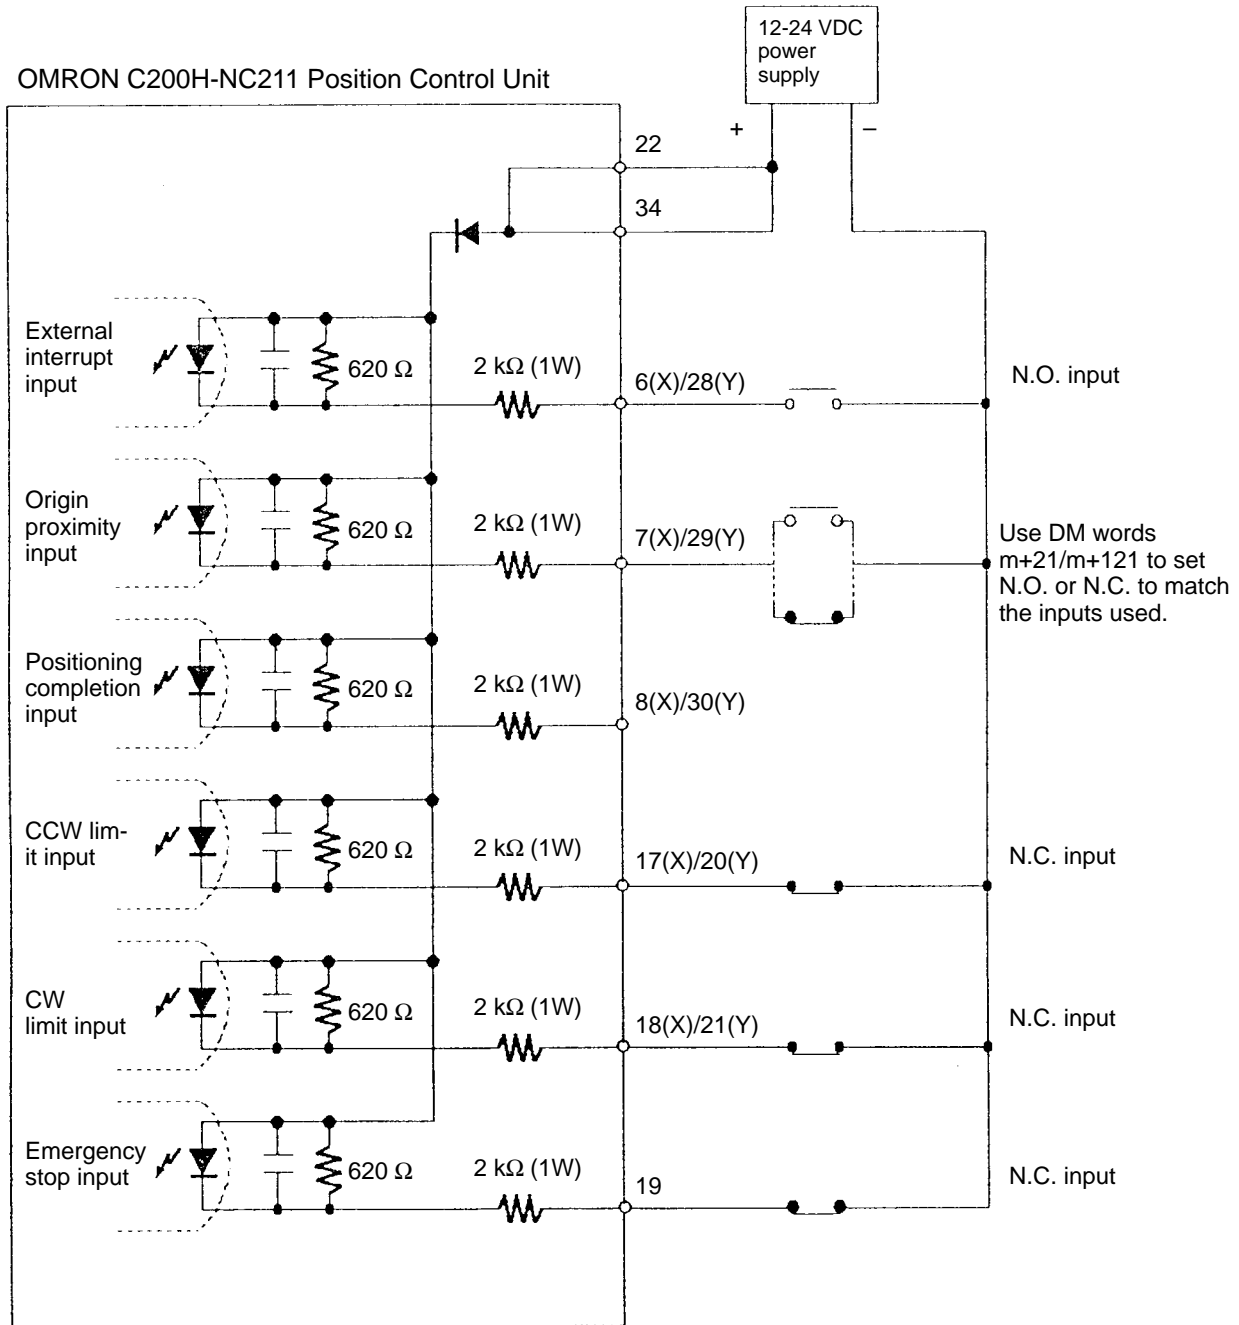 12-24 VDC
power
supply
OMRON C200H-NC211 Position Control Unit
+
–
22
34
External
interrupt
input
620 Ω
2 kΩ (1W)
6(X)/28(Y)
N.O. input
Origin
proximity
input
620 Ω
2 kΩ (1W)
7(X)/29(Y)
Use DM words
m+21/m+121 to set
N.O. or N.C. to match
the inputs used.
Positioning
completion
input
620 Ω
2 kΩ (1W)
8(X)/30(Y)
CCW lim-
it input
620 Ω
2 kΩ (1W)
17(X)/20(Y)
N.C. input
CW
limit input
620 Ω
2 kΩ (1W)
18(X)/21(Y)
N.C. input
Emergency
stop input
620 Ω
2 kΩ (1W)
19
N.C. input